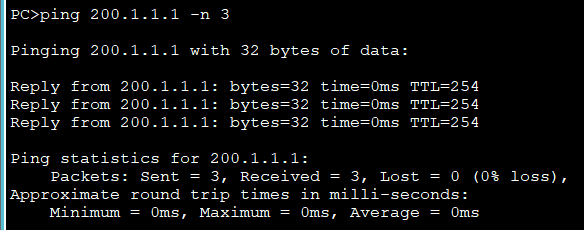 PC>ping 200.1.1.1 -n 3
Pinging 200.1.1.1 with 32 bytes of data:
Reply from 200.1.1.1: bytes=32 time=0ms TTL=254
Reply from 200.1.1.1: bytes=32 time=0ms TTL=254
Reply from 200.1.1.1: bytes=32 time=0ms TTL=254
Ping statistics for 200.1.1.1:
    Packets: Sent = 3, Received = 3, Lost = 0 (0% loss),
Approximate round trip times in milli-seconds:
    Minimum = 0ms, Maximum = 0ms, Average = 0ms